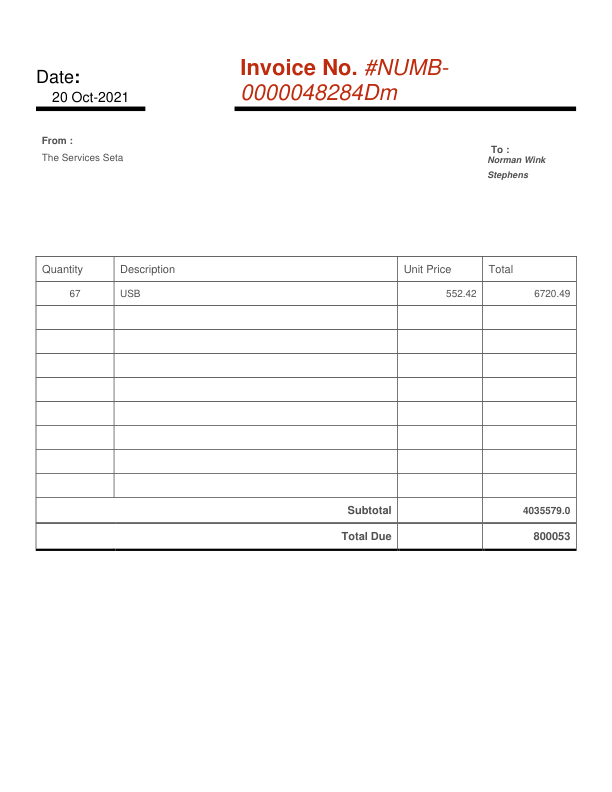 Date:
20 Oct-2021
Invoice No. #NUMB-
0000048284Dm
From :
The Services Seta
To :
Norman Wink
Stephens
Quantity Description Unit Price Total
67 USB 552.42 6720.49
Subtotal 4035579.0
Total Due 800053